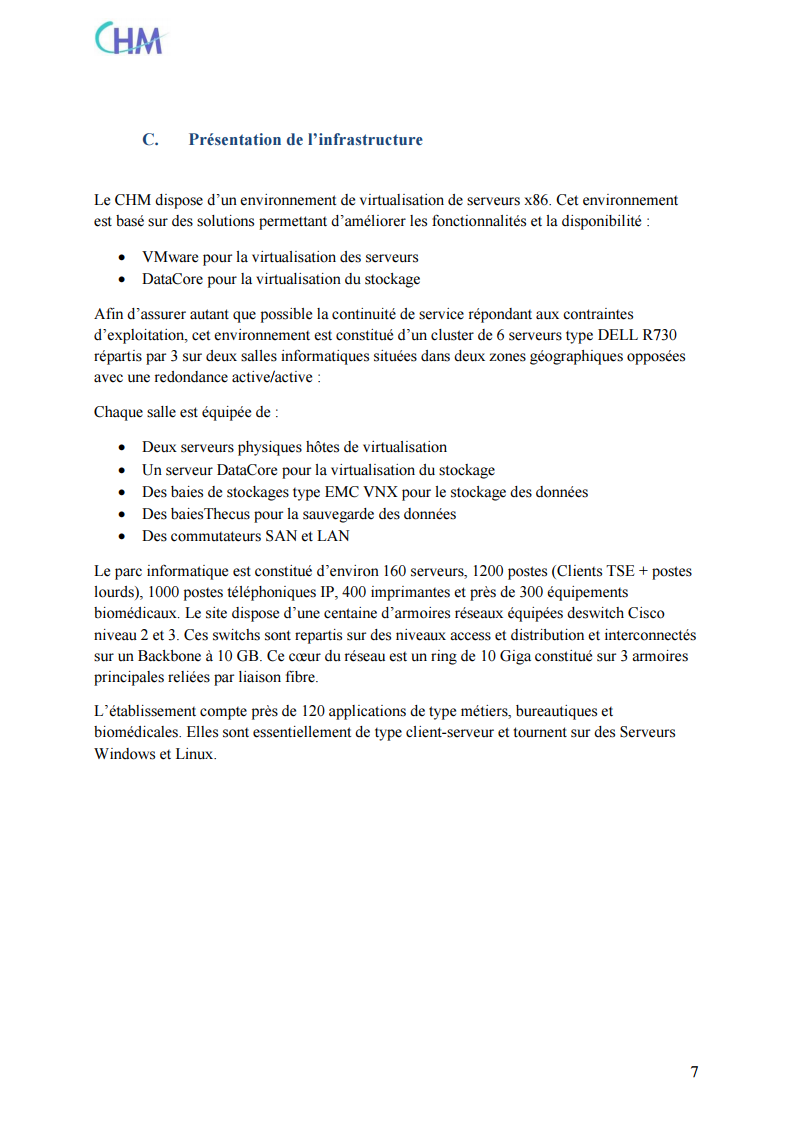 CHM
C. Présentation de l’infrastructure
Le CHM dispose d’un environnement de virtualisation de serveurs x86. Cet environnement
est basé sur des solutions permettant d’améliorer les fonctionnalités et la disponibilité :
• VMware pour la virtualisation des serveurs
• DataCore pour la virtualisation du stockage
Afin d’assurer autant que possible la continuité de service répondant aux contraintes
d’exploitation, cet environnement est constitué d’un cluster de 6 serveurs type DELL R730
répartis par 3 sur deux salles informatiques situées dans deux zones géographiques opposées
avec une redondance active/active :
Chaque salle est équipée de :
• Deux serveurs physiques hôtes de virtualisation
• Un serveur DataCore pour la virtualisation du stockage
• Des baies de stockages type EMC VNX pour le stockage des données
• Des baiesThecus pour la sauvegarde des données
• Des commutateurs SAN et LAN
Le parc informatique est constitué d’environ 160 serveurs, 1200 postes (Clients TSE + postes
lourds), 1000 postes téléphoniques IP, 400 imprimantes et près de 300 équipements
biomédicaux. Le site dispose d’une centaine d’armoires réseaux équipées deswitch Cisco
niveau 2 et 3. Ces switchs sont repartis sur des niveaux access et distribution et interconnectés
sur un Backbone à 10 GB. Ce cœur du réseau est un ring de 10 Giga constitué sur 3 armoires
principales reliées par liaison fibre.
L’établissement compte près de 120 applications de type métiers, bureautiques et
biomédicales. Elles sont essentiellement de type client-serveur et tournent sur des Serveurs
Windows et Linux.
7